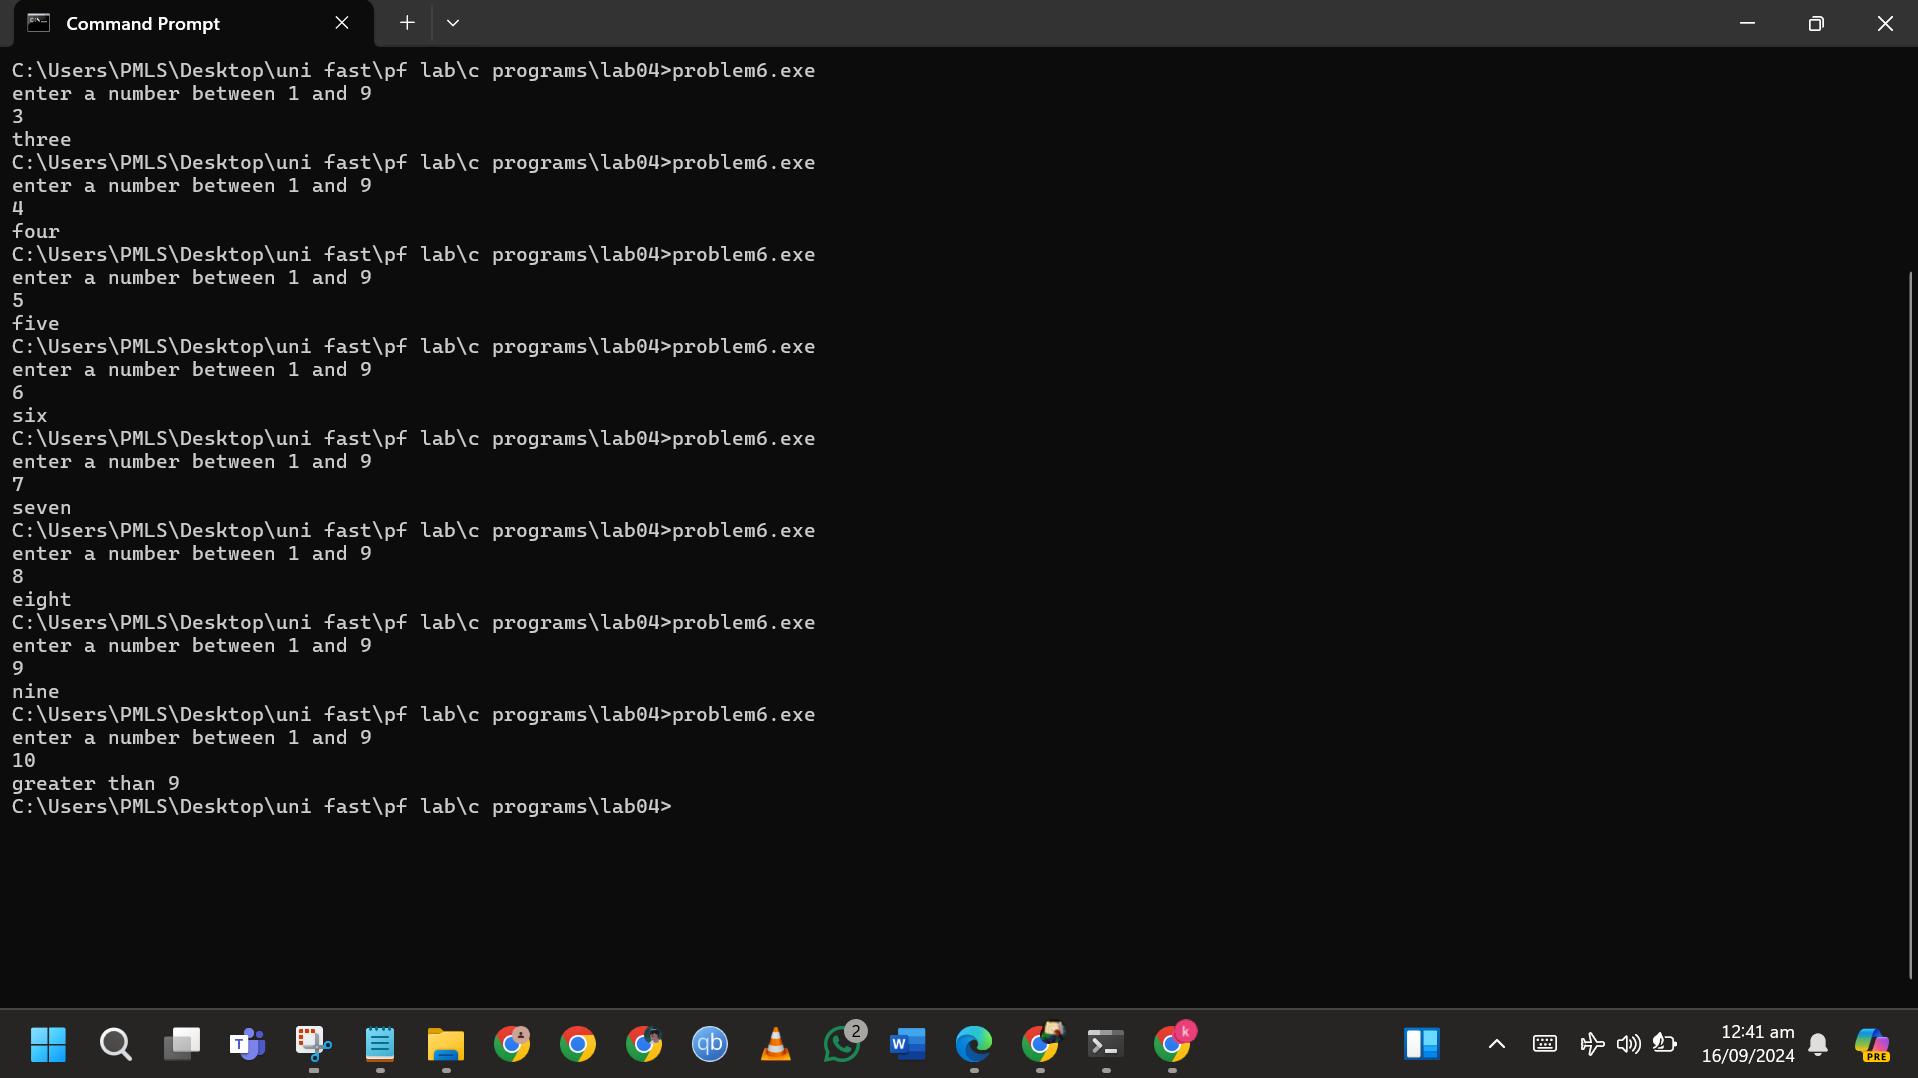 Command Prompt
C:\Users\PMLS\Desktop\uni fast\pf lab\c programs\lab04>problem6.exe
enter a number between 1 and 9
3
three
C:\Users\PMLS\Desktop\uni fast\pf lab\c programs\lab04>problem6.exe
enter a number between 1 and 9
4
four
C:\Users\PMLS\Desktop\uni fast\pf lab\c programs\lab04>problem6.exe
enter a number between 1 and 9
5
five
C:\Users\PMLS\Desktop\uni fast\pf lab\c programs\lab04>problem6.exe
enter a number between 1 and 9
6
six
C:\Users\PMLS\Desktop\uni fast\pf lab\c programs\lab04>problem6.exe
enter a number between 1 and 9
7
seven
C:\Users\PMLS\Desktop\uni fast\pf lab\c programs\lab04>problem6.exe
enter a number between 1 and 9
8
eight
C:\Users\PMLS\Desktop\uni fast\pf lab\c programs\lab04>problem6.exe
enter a number between 1 and 9
9
nine
C:\Users\PMLS\Desktop\uni fast\pf lab\c programs\lab04>problem6.exe
enter a number between 1 and 9
10
greater than 9
C:\Users\PMLS\Desktop\uni fast\pf lab\c programs\lab04>
T
qb
2
W
k
12:41 am
16/09/2024
PRE